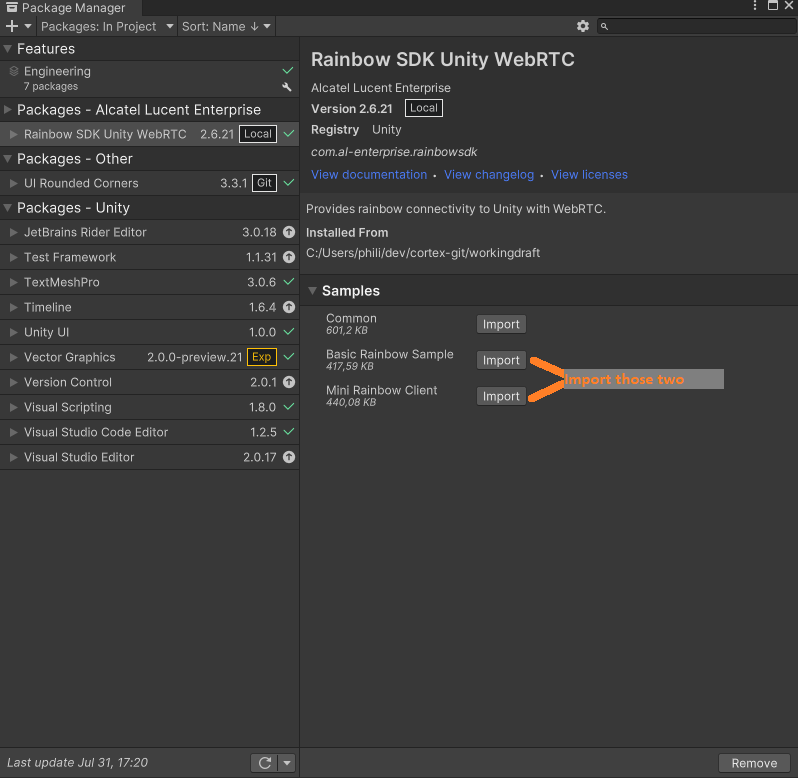 Package Manager
Packages: In Project
Sort: Name ↓
Features
Engineering
7 packages
Packages - Alcatel Lucent Enterprise
Rainbow SDK Unity WebRTC 2.6.21 Local
Packages - Other
UI Rounded Corners 3.3.1 Git
Packages - Unity
JetBrains Rider Editor 3.0.18
Test Framework 1.1.31
TextMeshPro 3.0.6
Timeline 1.6.4
Unity UI 1.0.0
Vector Graphics 2.0.0-preview.21 Exp
Version Control 2.0.1
Visual Scripting 1.8.0
Visual Studio Code Editor 1.2.5
Visual Studio Editor 2.0.17
Last update Jul 31, 17:20
Rainbow SDK Unity WebRTC
Alcatel Lucent Enterprise
Version 2.6.21 Local
Registry Unity
com.al-enterprise.rainbowsdk
View documentation • View changelog • View licenses
Provides rainbow connectivity to Unity with WebRTC.
Installed From
C:/Users/phili/dev/cortex-git/workingdraft
Samples
Common Import
601,2 KB
Basic Rainbow Sample Import
417,59 KB
Import those two
Mini Rainbow Client Import
440,08 KB
Remove